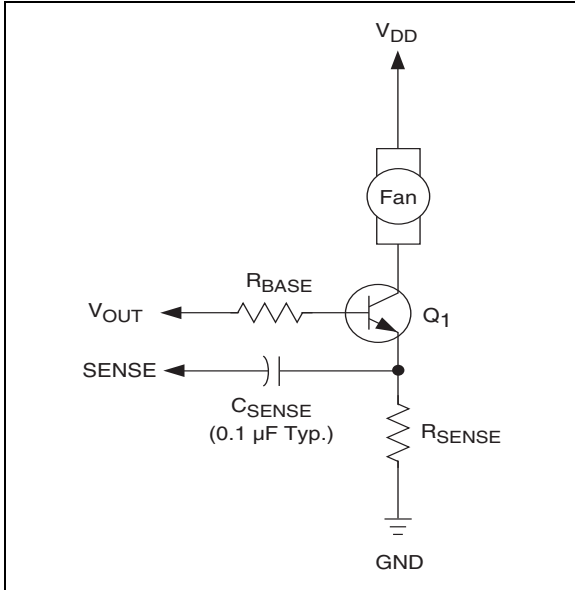 VDD
Fan
RBASE
VOUT
Q1
SENSE
CSENSE
(0.1 µF Typ.)
RSENSE
GND